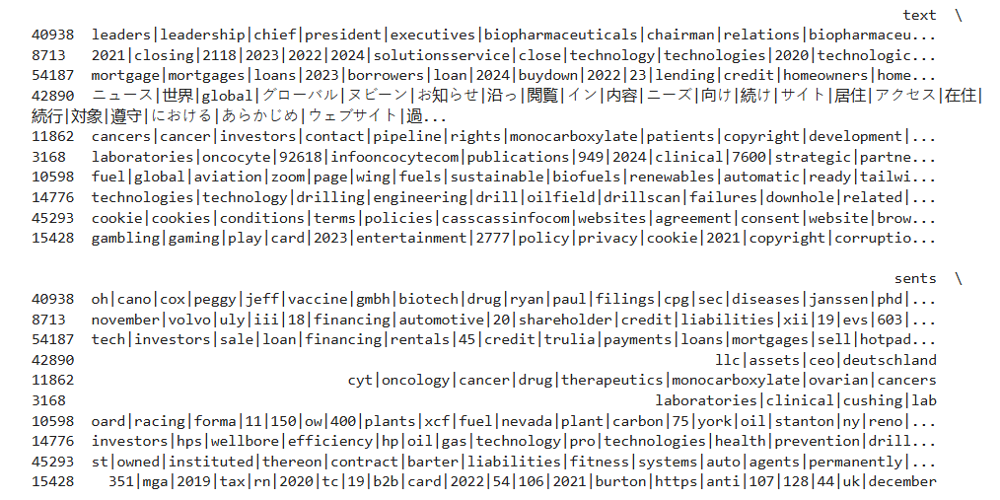 text \
40938 leaders|leadership|chief|president|executives|biopharmaceuticals|chairman|relations|biopharmaceu...
8713 2021|closing|2118|2023|2022|2024|solutionsservice|close|technology|technologies|2020|technologic...
54187 mortgage|mortgages|loans|2023|borrowers|loan|2024|buydown|2022|23|lending|credit|homeowners|home...
42890 ニュース|世界|global|グローバル|ヌビーン|お知らせ|沿っ|閲覧|イン|内容|ニーズ|向け|続け|サイト|居住|アクセス|在住|
続行|対象|遵守|における|あらかじめ|ウェブサイト|過...
11862 cancers|cancer|investors|contact|pipeline|rights|monocarboxylate|patients|copyright|development|...
3168 laboratories|oncocyte|92618|infooncocytecom|publications|949|2024|clinical|7600|strategic|partne...
10598 fuel|global|aviation|zoom|page|wing|fuels|sustainable|biofuels|renewables|automatic|ready|tailwi...
14776 technologies|technology|drilling|engineering|drill|oilfield|drillscan|failures|downhole|related|...
45293 cookie|cookies|conditions|terms|policies|casscassinfocom|websites|agreement|consent|website|brow...
15428 gambling|gaming|play|card|2023|entertainment|2777|policy|privacy|cookie|2021|copyright|corruptio...
sents \
40938 oh|cano|cox|peggy|jeff|vaccine|gmbh|biotech|drug|ryan|paul|filings|cpg|sec|diseases|janssen|phd|...
8713 november|volvo|uly|iii|18|financing|automotive|20|shareholder|credit|liabilities|xii|19|evs|603|...
54187 tech|investors|sale|loan|financing|rentals|45|credit|trulia|payments|loans|mortgages|sell|hotpad...
42890 llc|assets|ceo|deutschland
11862 cyt|oncology|cancer|drug|therapeutics|monocarboxylate|ovarian|cancers
3168 laboratories|clinical|cushing|lab
10598 oard|racing|forma|11|150|ow|400|plants|xcf|fuel|nevada|plant|carbon|75|york|oil|stanton|ny|reno|...
14776 investors|hps|wellbore|efficiency|hp|oil|gas|technology|pro|technologies|health|prevention|drill...
45293 st|owned|instituted|thereon|contract|barter|liabilities|fitness|systems|auto|agents|permanently|...
15428 351|mga|2019|tax|rn|2020|tc|19|b2b|card|2022|54|106|2021|burton|https|anti|107|128|44|uk|december